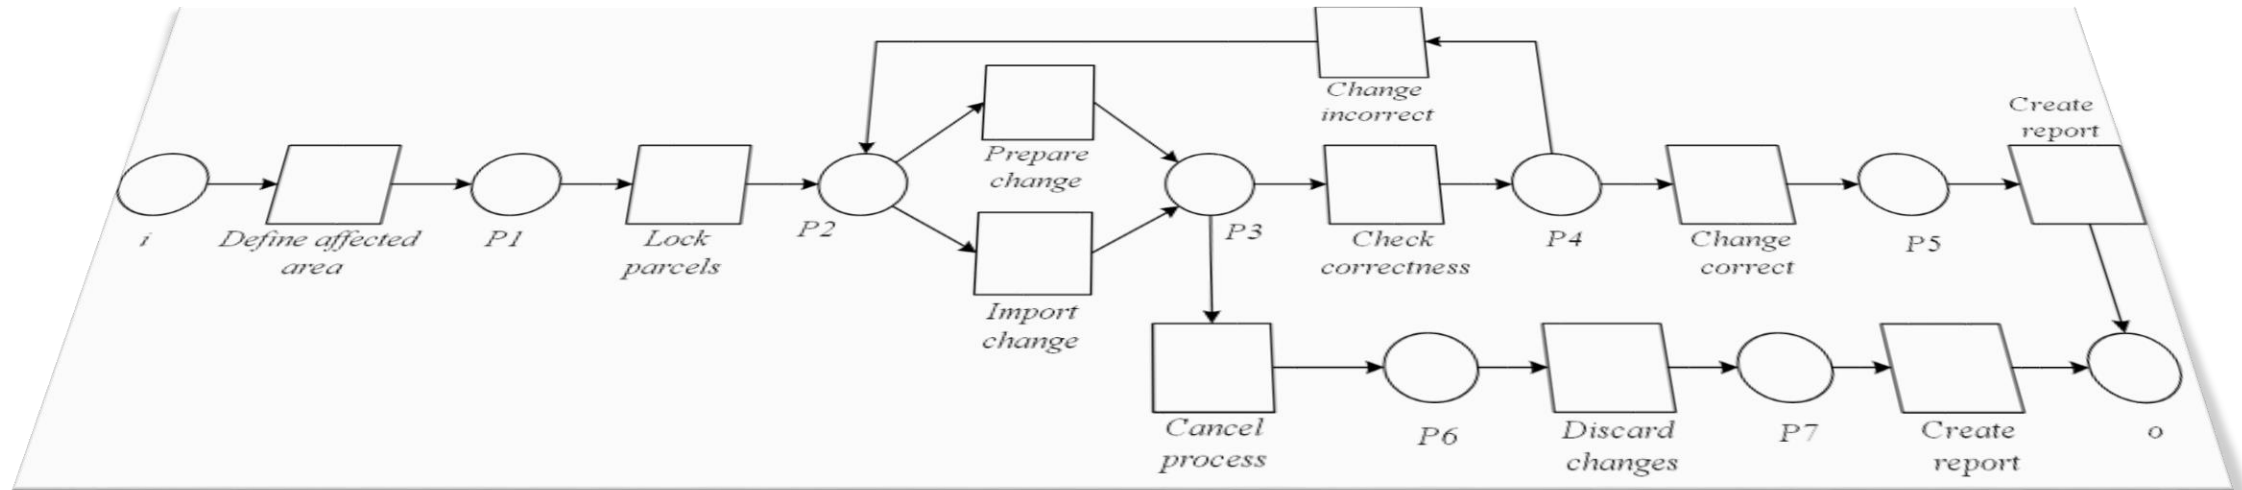 Change
incorrect
Create
report
Prepare
change
i
Define affected
area
P1
Lock
parcels
P2
P3
Check
correctness
P4
Change
correct
P5
Import
change
Cancel
process
P6
Discard
changes
P7
Create
report
o